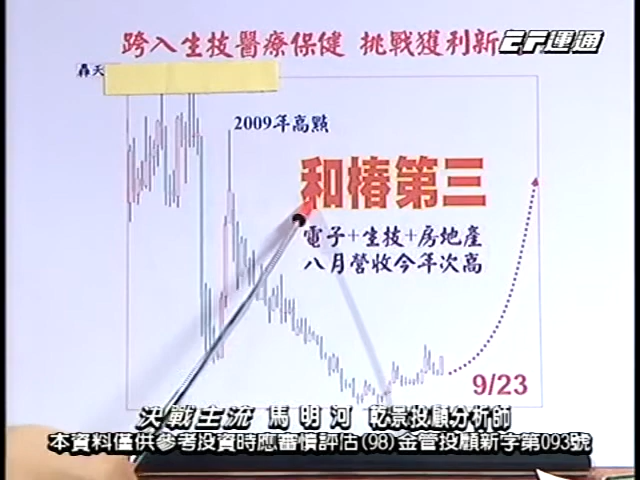 跨入生技醫療保健 挑戰獲利新
運通
轟天
2009年高點
和椿第三
電子+生技+房地產
八月營收今年次高
9/23
決戰主流 馬明河 乾景投顧分析師
本資料僅供參考投資時應審慎評估(98)金管投顧新字第093號